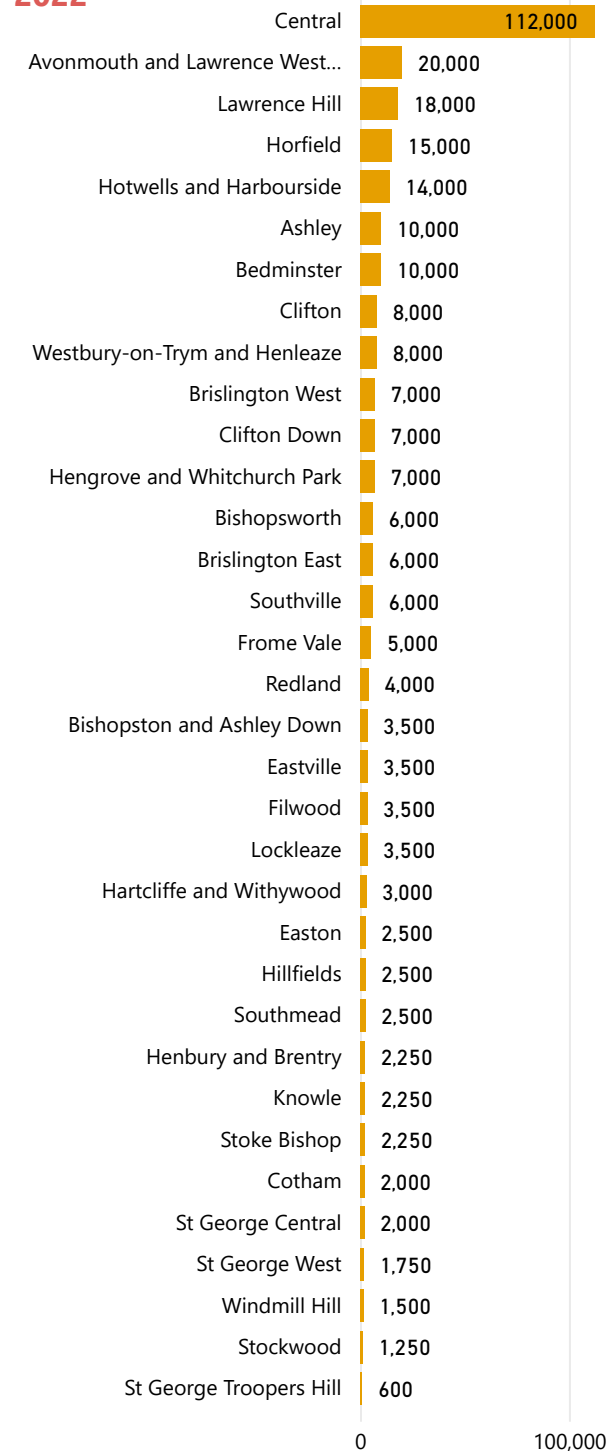 2022
Central 112,000
Avonmouth and Lawrence West... 20,000
Lawrence Hill 18,000
Horfield 15,000
Hotwells and Harbourside 14,000
Ashley 10,000
Bedminster 10,000
Clifton 8,000
Westbury-on-Trym and Henleaze 8,000
Brislington West 7,000
Clifton Down 7,000
Hengrove and Whitchurch Park 7,000
Bishopsworth 6,000
Brislington East 6,000
Southville 6,000
Frome Vale 5,000
Redland 4,000
Bishopston and Ashley Down 3,500
Eastville 3,500
Filwood 3,500
Lockleaze 3,500
Hartcliffe and Withywood 3,000
Easton 2,500
Hillfields 2,500
Southmead 2,500
Henbury and Brentry 2,250
Knowle 2,250
Stoke Bishop 2,250
Cotham 2,000
St George Central 2,000
St George West 1,750
Windmill Hill 1,500
Stockwood 1,250
St George Troopers Hill 600
0 100,000